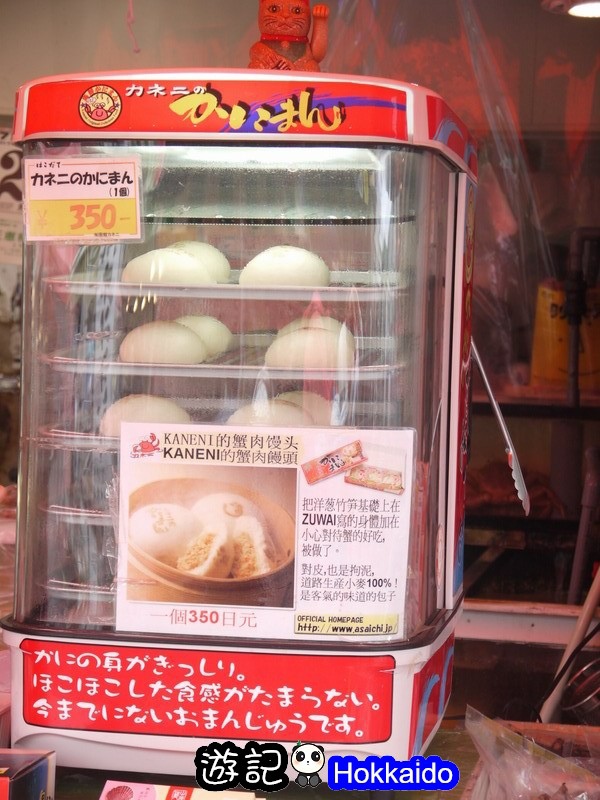 カネニの
かにまん
はこだて
カネニのかにまん
(1個)
¥350-
KANENI的蟹肉馒头
KANENI的蟹肉饅頭
把洋葱竹笋基礎上在
ZUWAI寫的身體加在
小心對待蟹的好吃,
被做了。
對皮,也是拘泥,
道路生産小麥100%!
是客氣的味道的包子
一個350日元
OFFICIAL HOMEPAGE
http://www.asaichi.jp/
かにの身がぎっしり。
ほこほこした食感がたまらない。
今までにないおまんじゅうです。
遊記 Hokkaido